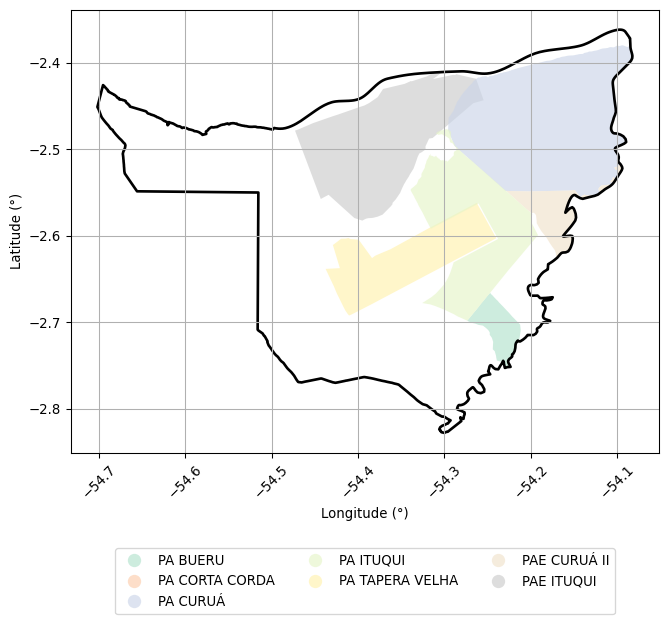 −2.4
−2.5
−2.6
−2.7
−2.8
Latitude (°)
−54.7
−54.6
−54.5
−54.4
−54.3
−54.2
−54.1
Longitude (°)
PA BUERU
PA CORTA CORDA
PA CURUÁ
PA ITUQUI
PA TAPERA VELHA
PAE CURUÁ II
PAE ITUQUI